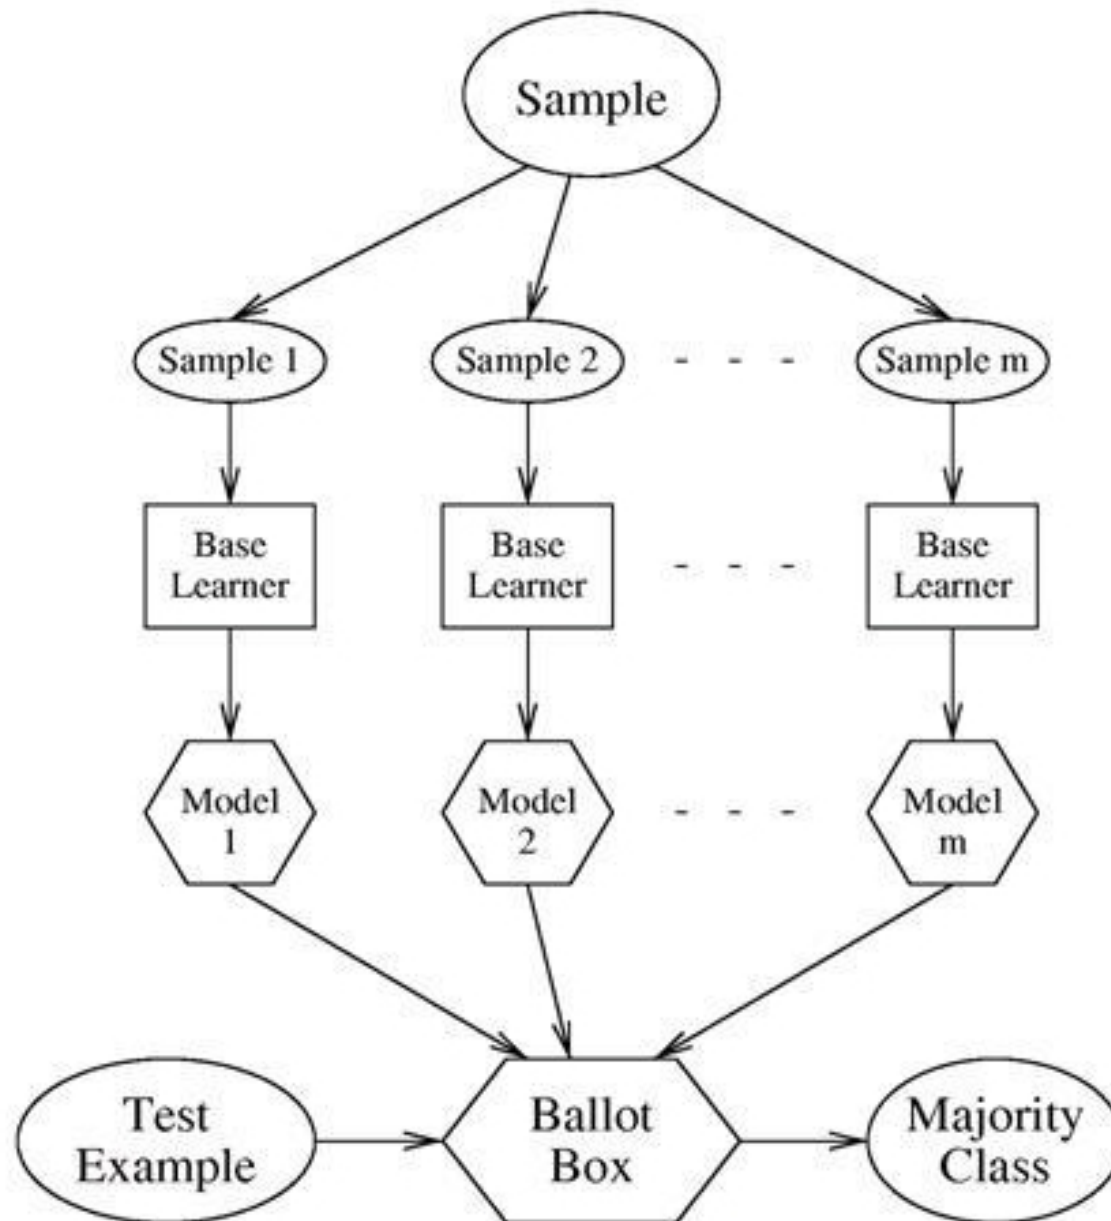 Sample
Sample 1
Sample 2
- - -
Sample m
Base
Learner
Base
Learner
- - -
Base
Learner
Model
1
Model
2
- - -
Model
m
Test
Example
Ballot
Box
Majority
Class